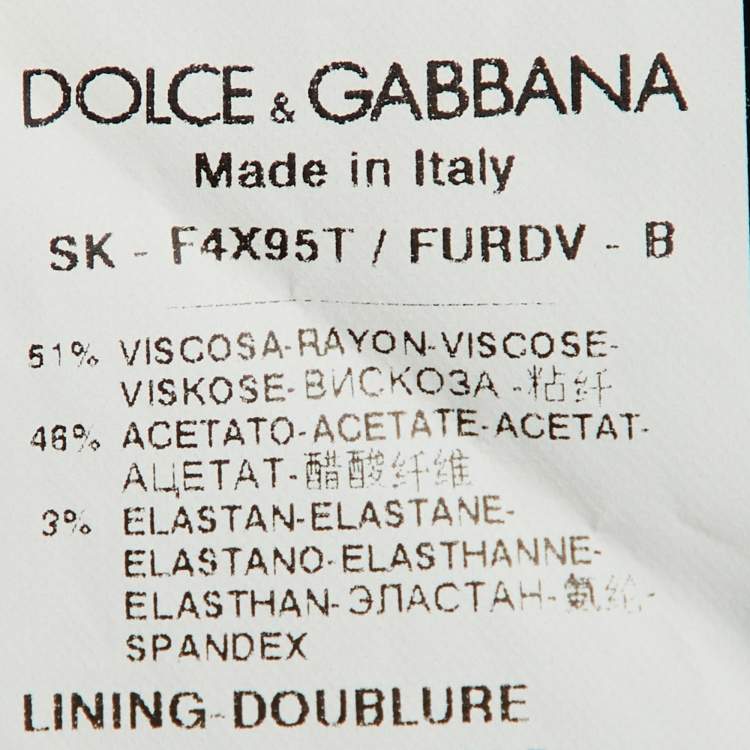 DOLCE & GABBANA
Made in Italy
SK - F4X95T / FURDV - B
51% VISCOSA-RAYON-VISCOSE-
VISKOSE-ВИСКОЗА -粘纤
46% ACETATO-ACETATE-ACETAT-
АЦЕТАТ-醋酸纤维
3% ELASTAN-ELASTANE-
ELASTANO-ELASTHANNE-
ELASTHAN-ЭЛАСТАН-氨纶-
SPANDEX
LINING-DOUBLURE